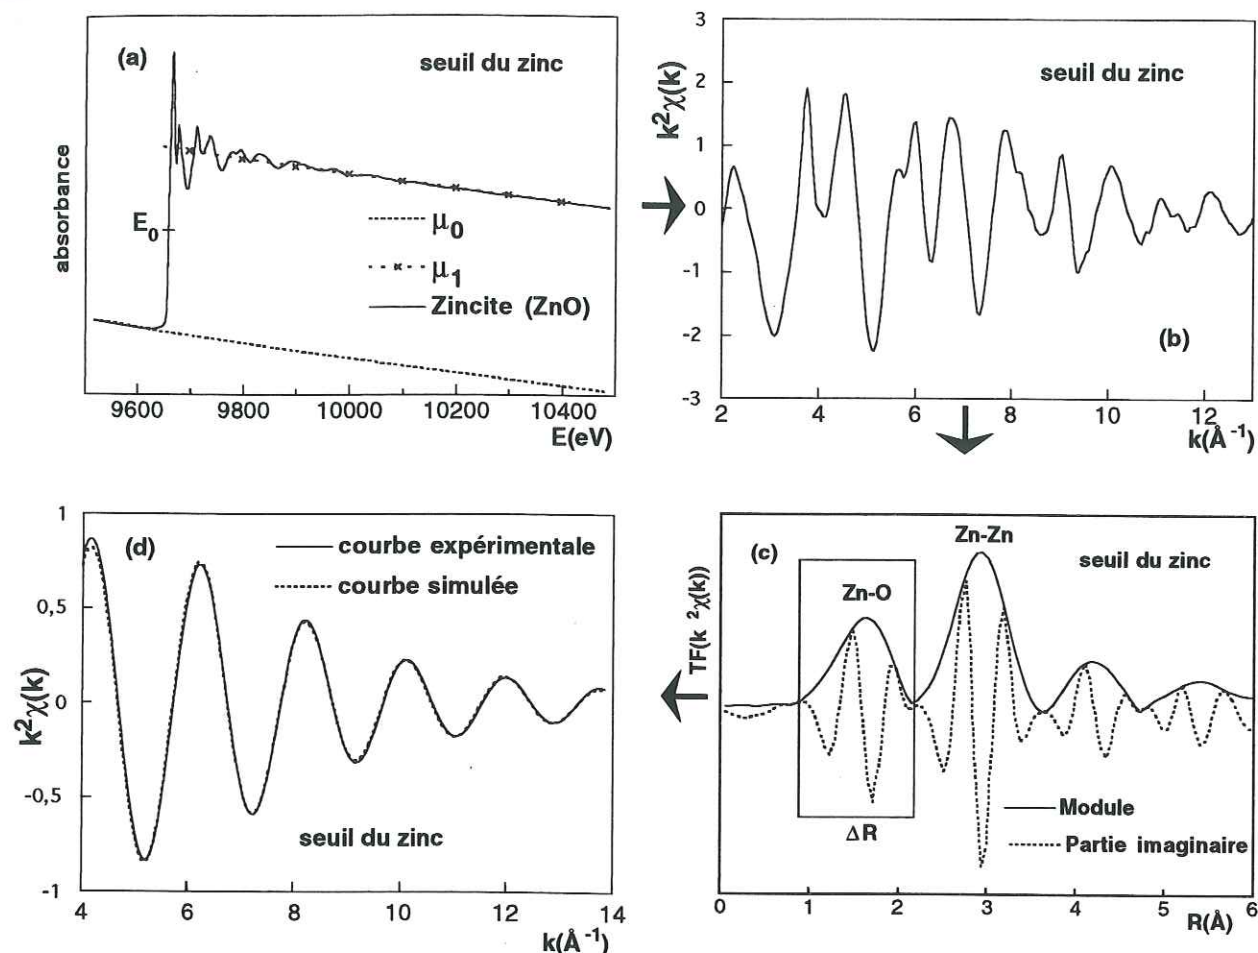 (a)
seuil du zinc
absorbance
E₀
μ₀
μ₁
Zincite (ZnO)
9600 9800 10000 10200 10400
E(eV)
3
2
1
0
-1
-2
-3
k²χ(k)
seuil du zinc
(b)
2 4 6 8 10 12
k(Å⁻¹)
1
0,5
0
-0,5
-1
k²χ(k)
(d)
courbe expérimentale
courbe simulée
seuil du zinc
4 6 8 10 12 14
k(Å⁻¹)
(c)
Zn-Zn
seuil du zinc
Zn-O
TF(k ²χ(k))
ΔR
Module
Partie imaginaire
0 1 2 3 4 5 6
R(Å)